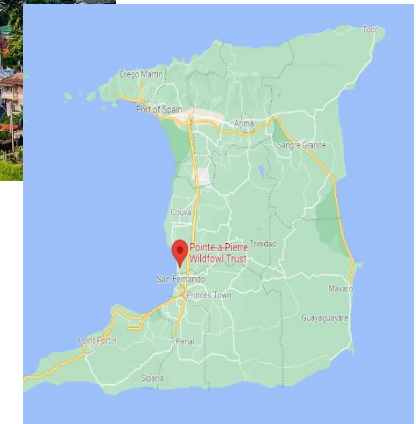 Toco
Diego Martin
Port of Spain
Arima
Sangre Grande
Couva
Pointe-a-Pierre
Wildfowl Trust
Trinidad
San Fernando
Princes Town
Mayaro
Guayaguayare
Point Fortin
Penal
Siparia